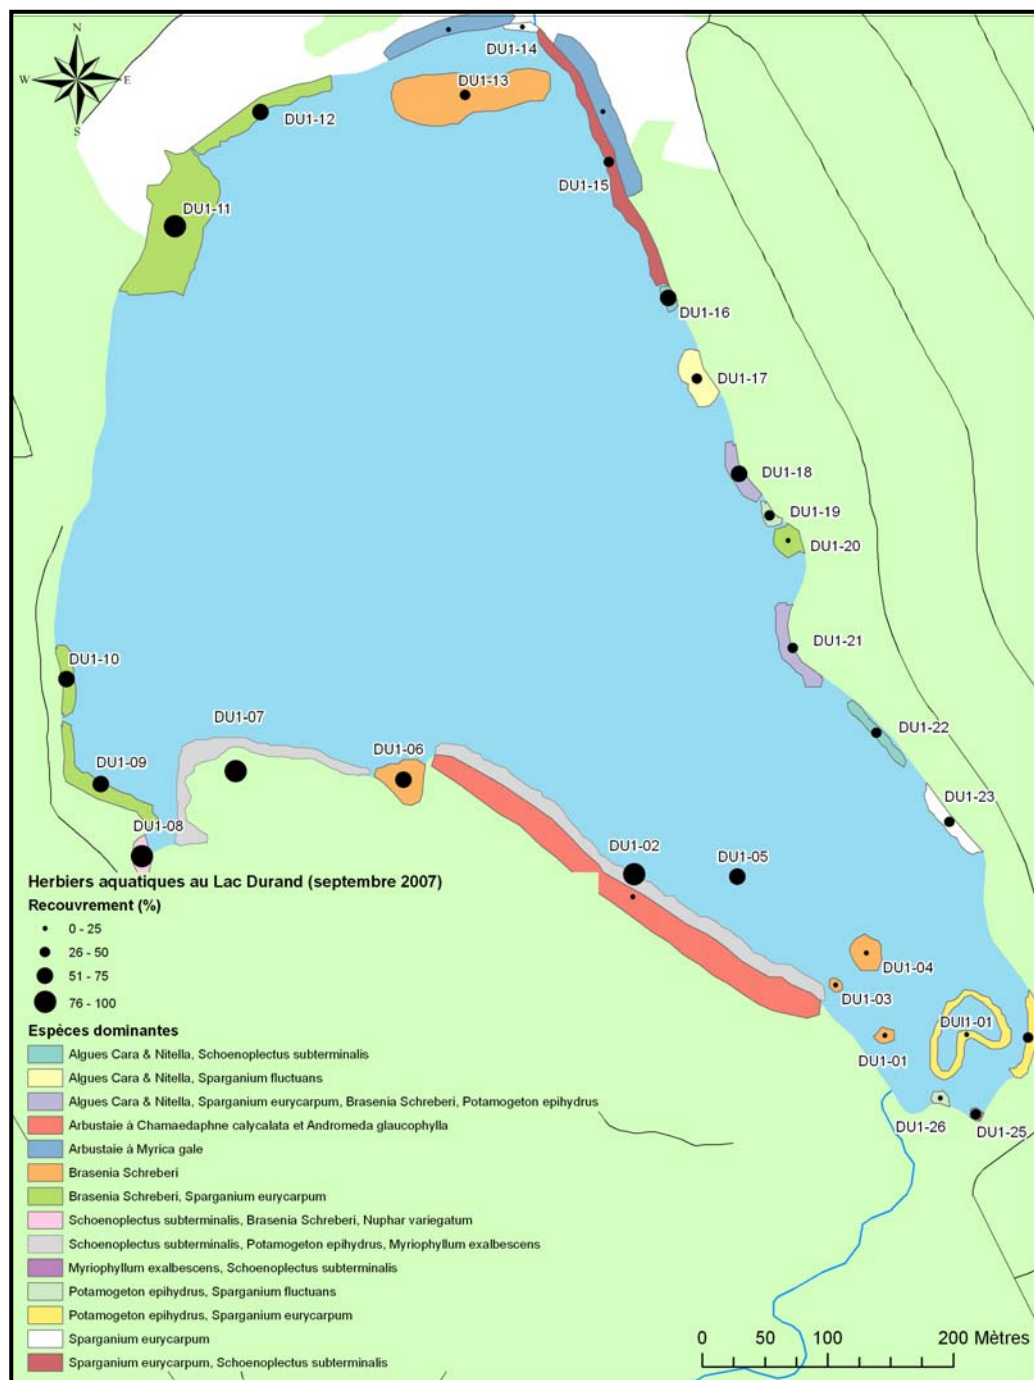 N
W
E
S
DU1-14
DU1-13
DU1-12
DU1-15
DU1-11
DU1-16
DU1-17
DU1-18
DU1-19
DU1-20
DU1-21
DU1-10
DU1-07
DU1-22
DU1-06
DU1-09
DU1-23
DU1-08
DU1-02
DU1-05
DU1-04
DU1-03
DUI1-01
DU1-01
DU1-26
DU1-25
Herbiers aquatiques au Lac Durand (septembre 2007)
Recouvrement (%)
0 - 25
26 - 50
51 - 75
76 - 100
Espèces dominantes
Algues Cara & Nitella, Schoenoplectus subterminalis
Algues Cara & Nitella, Sparganium fluctuans
Algues Cara & Nitella, Sparganium eurycarpum, Brasenia Schreberi, Potamogeton epihydrus
Arbustaie à Chamaedaphne calycalata et Andromeda glaucophylla
Arbustaie à Myrica gale
Brasenia Schreberi
Brasenia Schreberi, Sparganium eurycarpum
Schoenoplectus subterminalis, Brasenia Schreberi, Nuphar variegatum
Schoenoplectus subterminalis, Potamogeton epihydrus, Myriophyllum exalbescens
Myriophyllum exalbescens, Schoenoplectus subterminalis
Potamogeton epihydrus, Sparganium fluctuans
Potamogeton epihydrus, Sparganium eurycarpum
Sparganium eurycarpum
Sparganium eurycarpum, Schoenoplectus subterminalis
0 50 100 200 Mètres